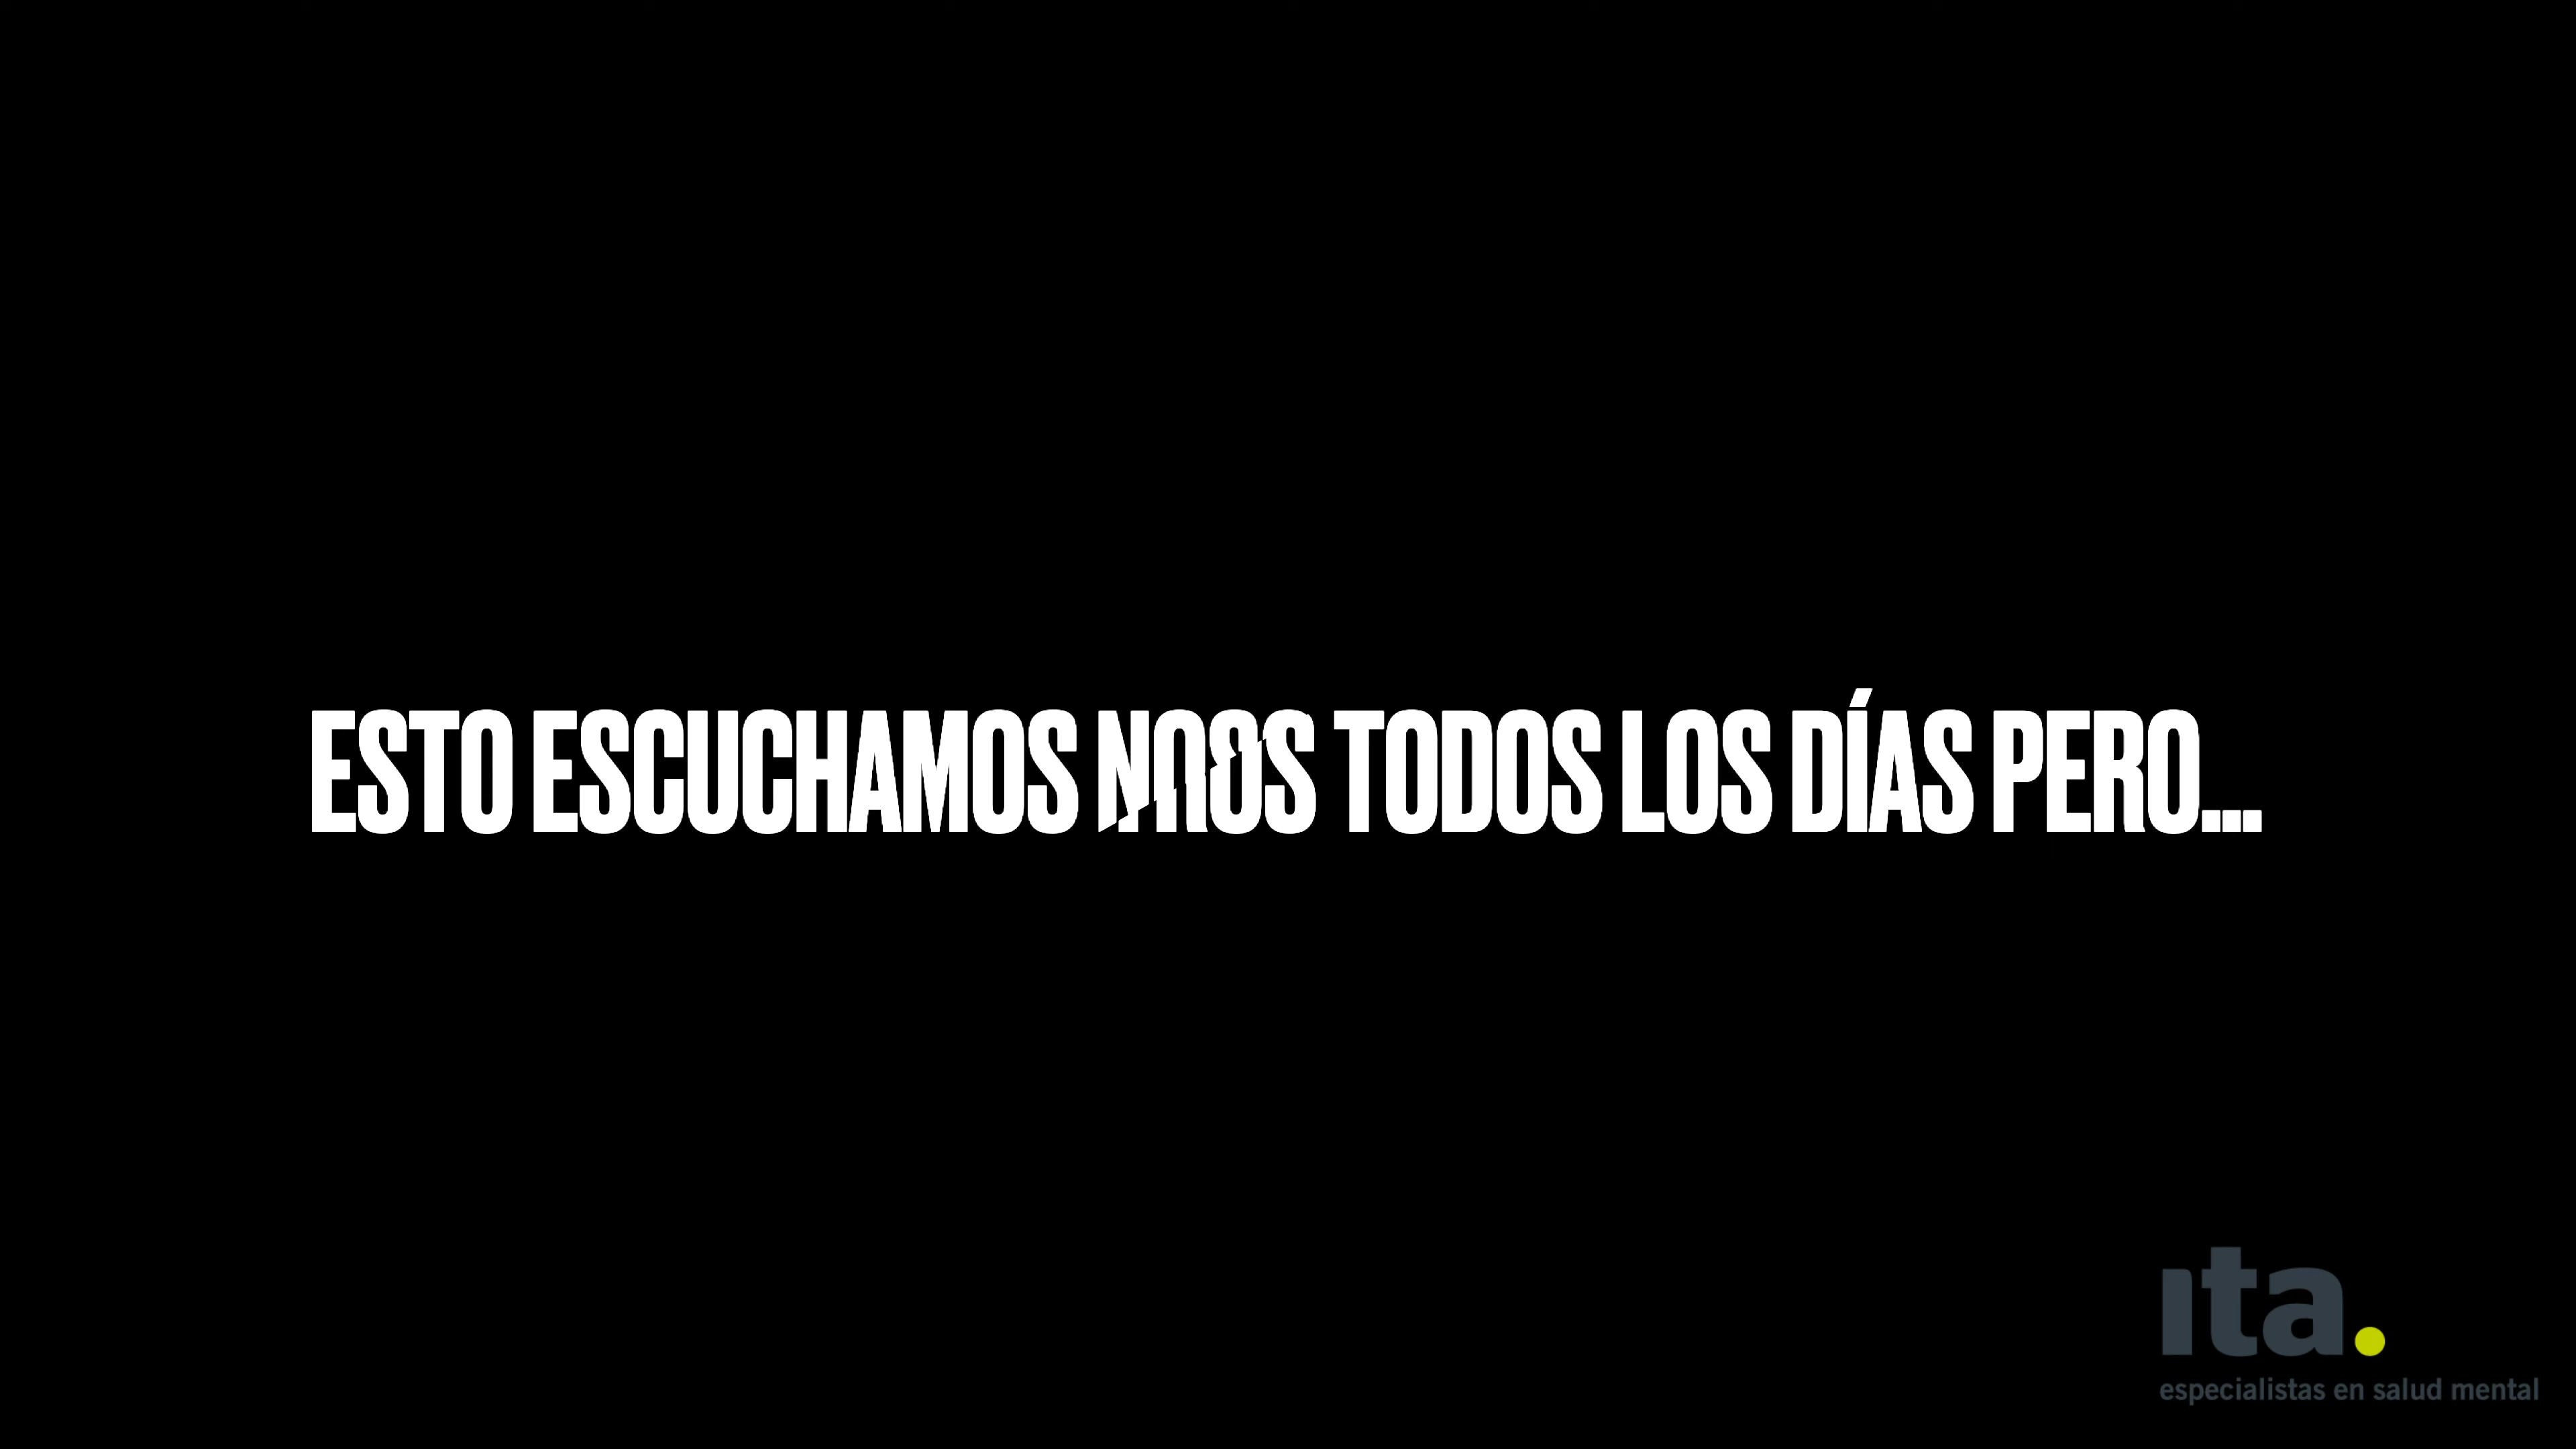 ESTO ESCUCHAMOS TODOS LOS DÍAS PERO...
ita.
especialistas en salud mental